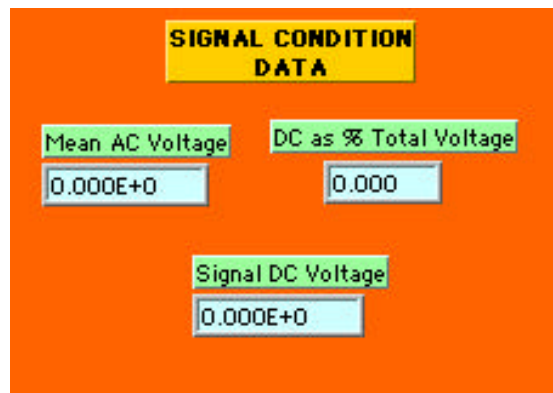 SIGNAL CONDITION
DATA
Mean AC Voltage
DC as % Total Voltage
0.000E+0
0.000
Signal DC Voltage
0.000E+0